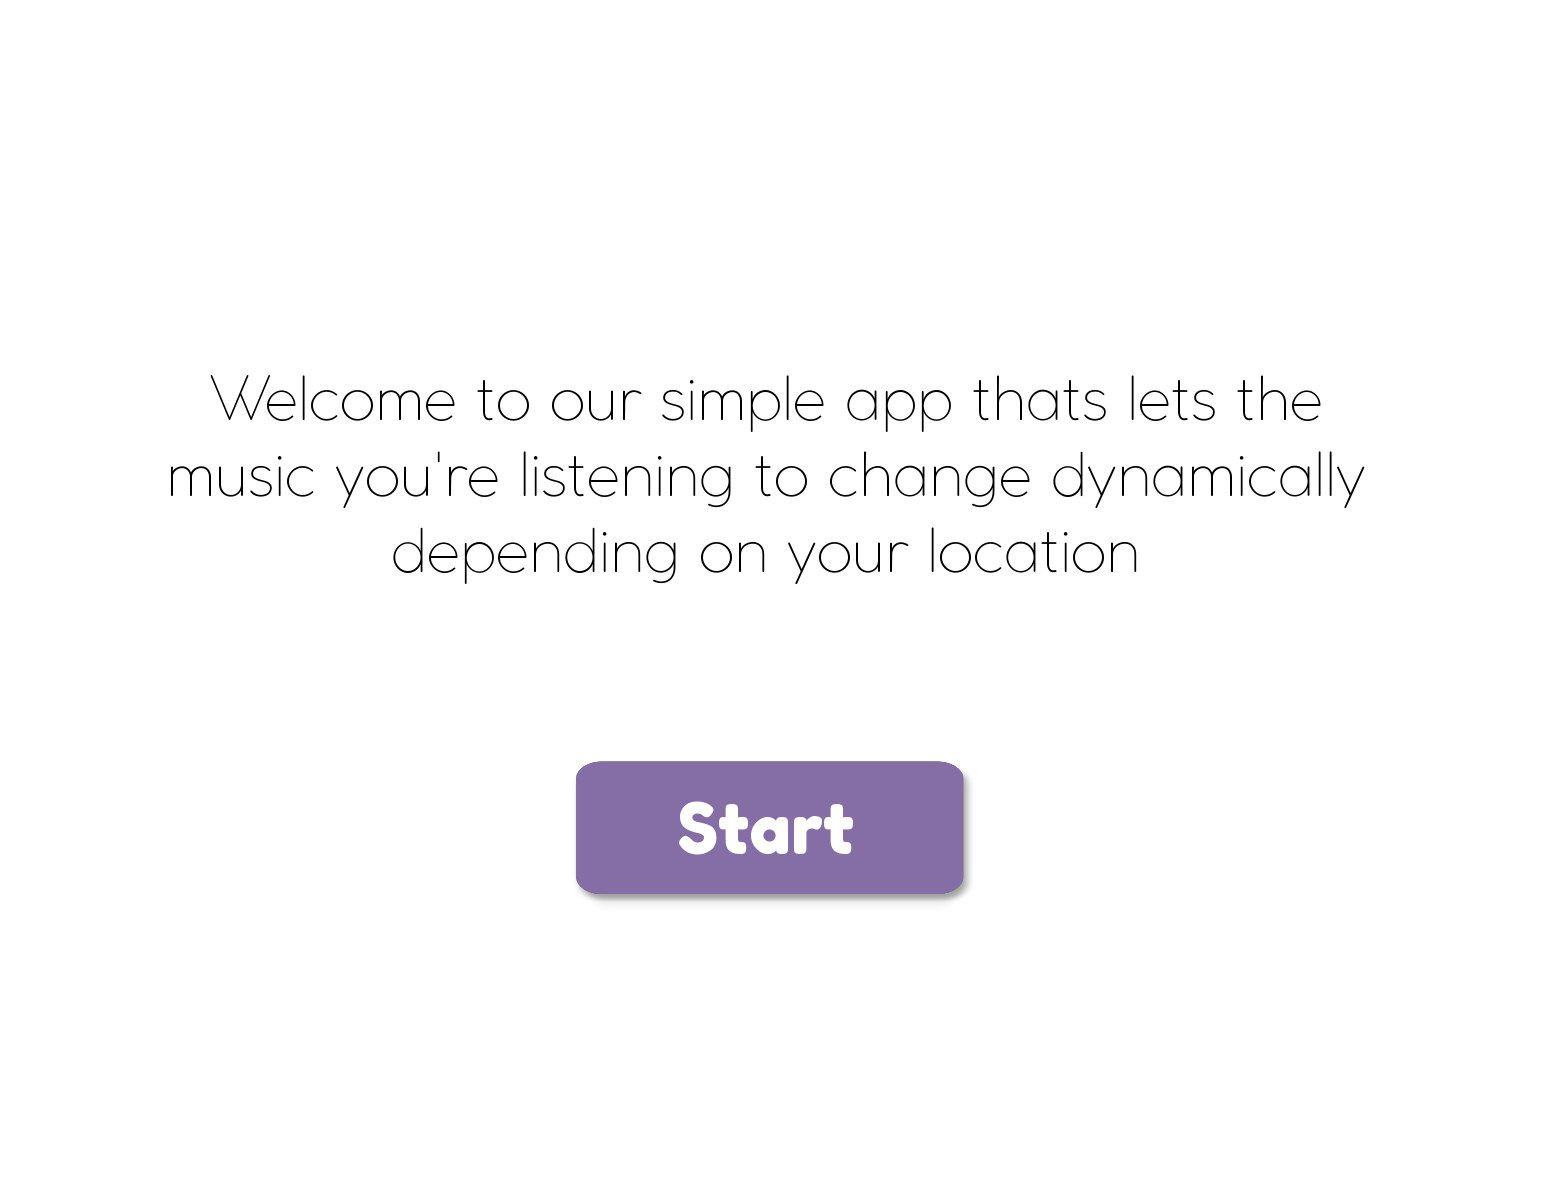 Welcome to our simple app thats lets the
music you're listening to change dynamically
depending on your location
Start